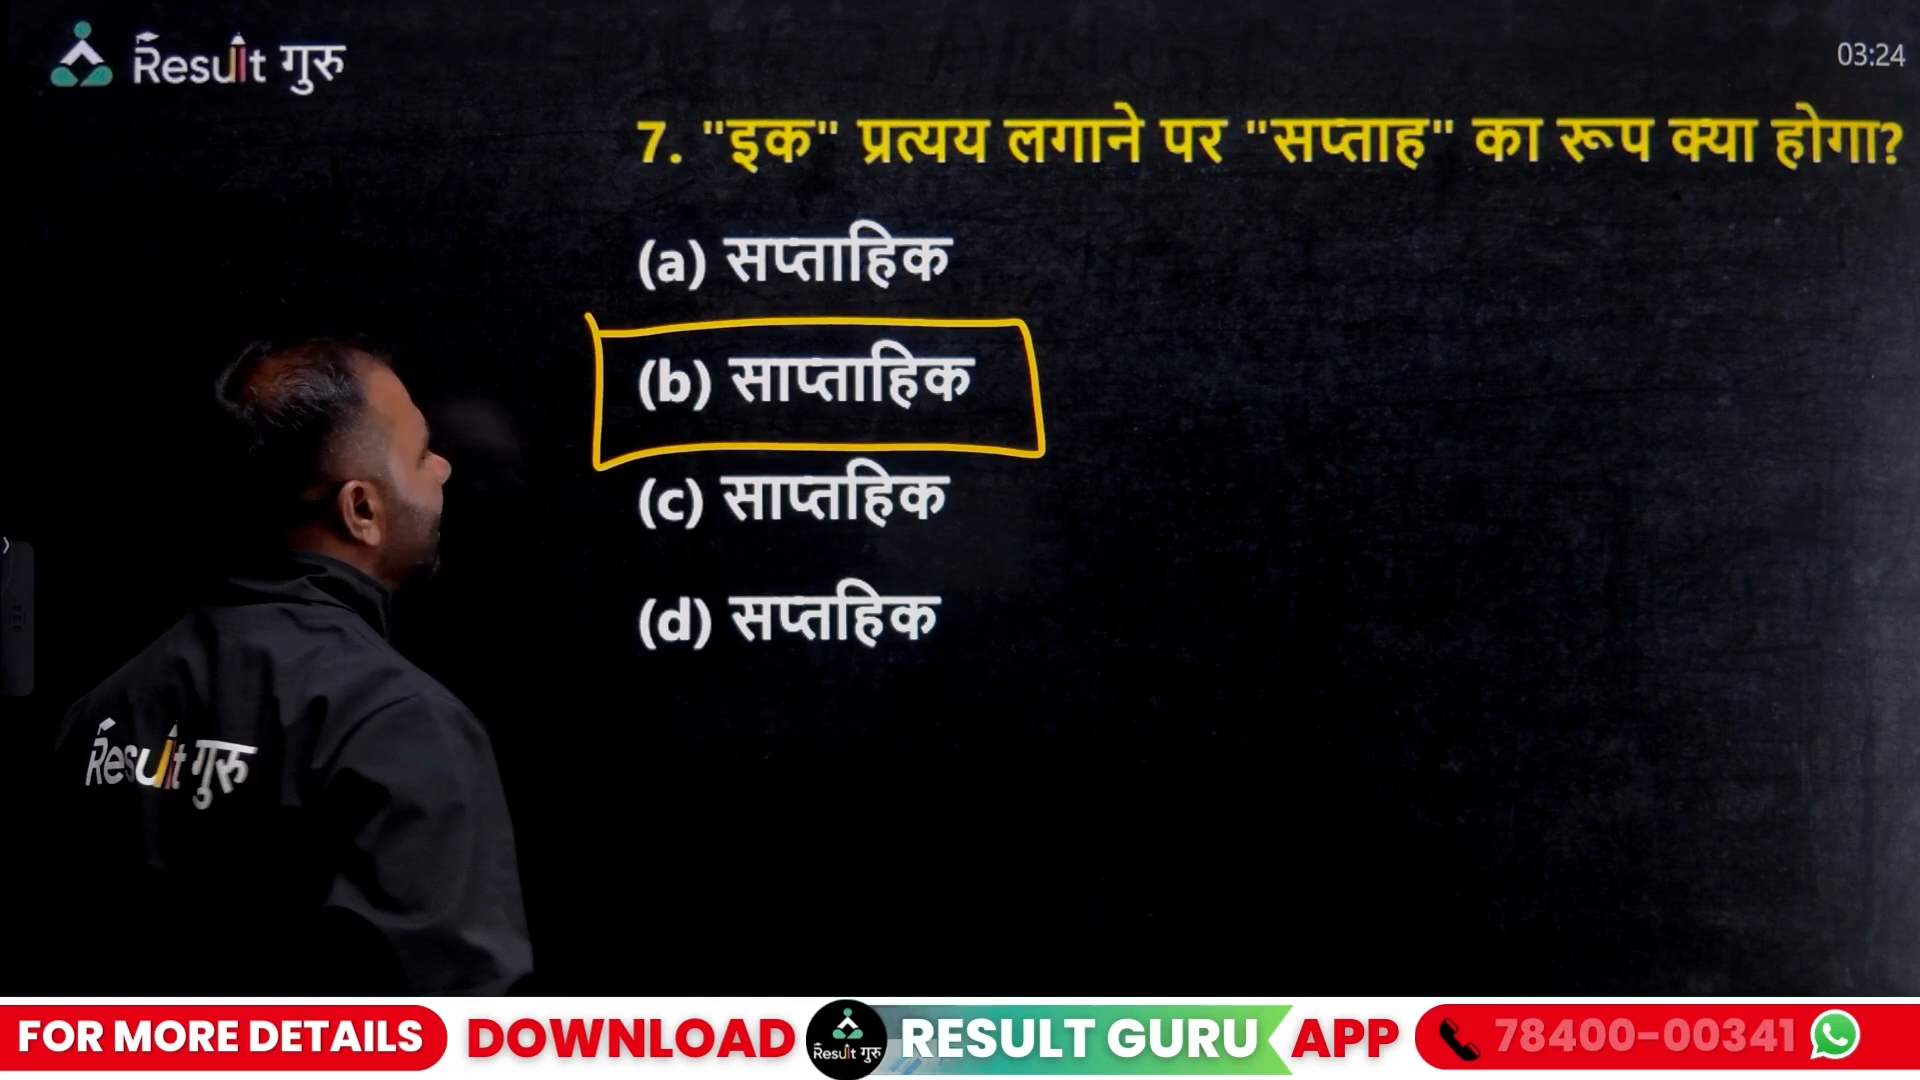 Result गुरु
03:24
7. "इक" प्रत्यय लगाने पर "सप्ताह" का रूप क्या होगा?
(a) सप्ताहिक
(b) साप्ताहिक
(c) साप्तहिक
(d) सप्तहिक
Result गुरु
FOR MORE DETAILS DOWNLOAD Result गुरु RESULT GURU APP 78400-00341